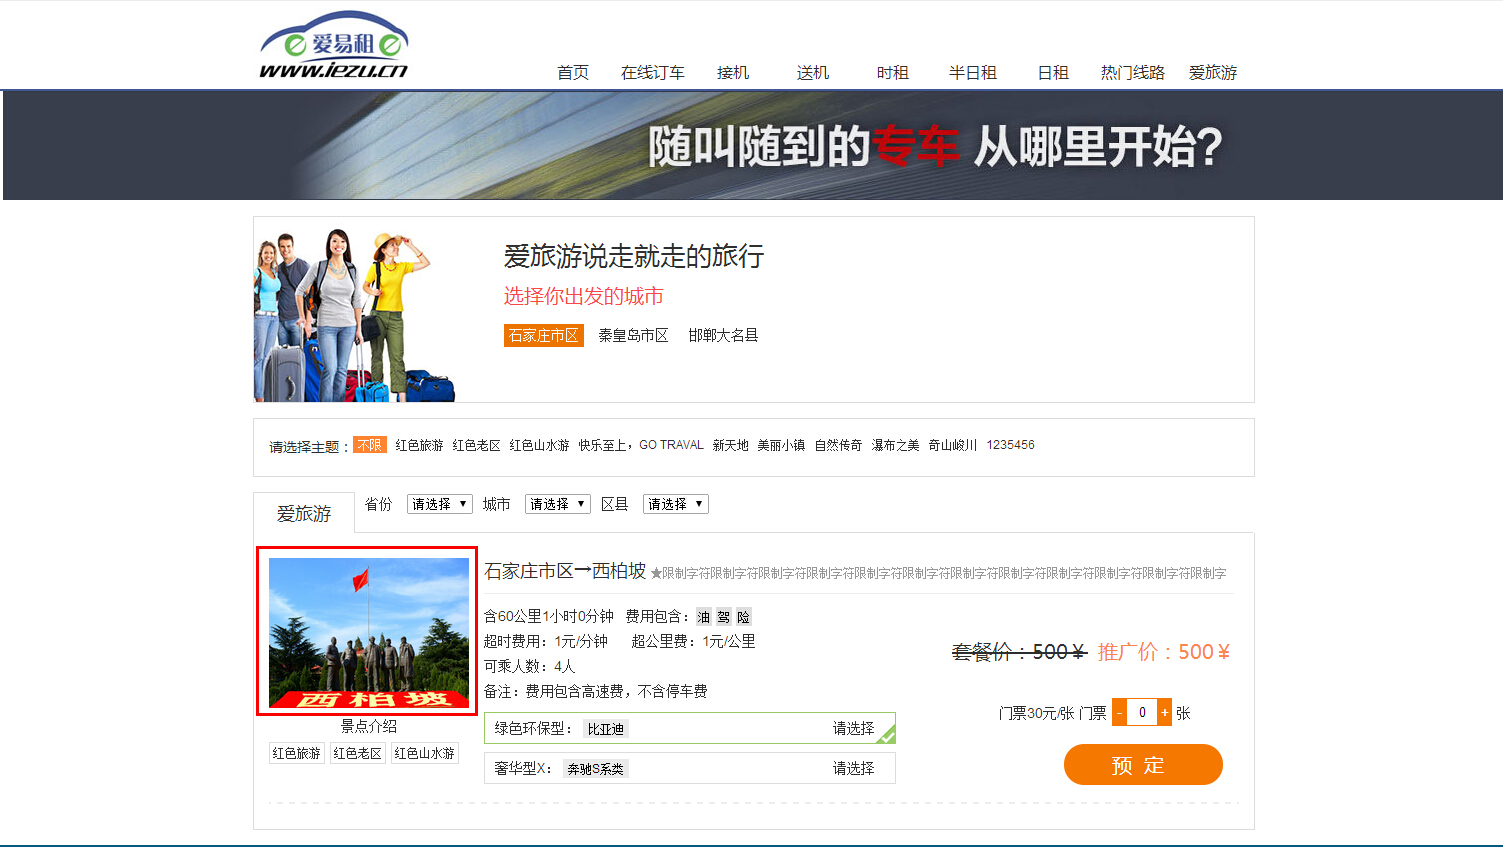 爱易租
www.iezu.cn
首页 在线订车 接机 送机 时租 半日租 日租 热门线路 爱旅游
随叫随到的专车 从哪里开始?
爱旅游说走就走的旅行
选择你出发的城市
石家庄市区 秦皇岛市区 邯郸大名县
请选择主题： 不限 红色旅游 红色老区 红色山水游 快乐至上，GO TRAVAL 新天地 美丽小镇 自然传奇 瀑布之美 奇山峻川 1235456
爱旅游 省份 请选择 城市 请选择 区县 请选择
西柏坡
景点介绍
红色旅游 红色老区 红色山水游
石家庄市区→西柏坡 ★限制字符限制字符限制字符限制字符限制字符限制字符限制字符限制字符限制字符限制字符限制字符限制字
含60公里1小时0分钟 费用包含： 油 驾 险
超时费用：1元/分钟 超公里费：1元/公里
可乘人数：4人
备注：费用包含高速费，不含停车费
绿色环保型： 比亚迪 请选择
奢华型X： 奔驰S系类 请选择
套餐价：500￥ 推广价：500￥
门票30元/张 门票 - 0 + 张
预 定